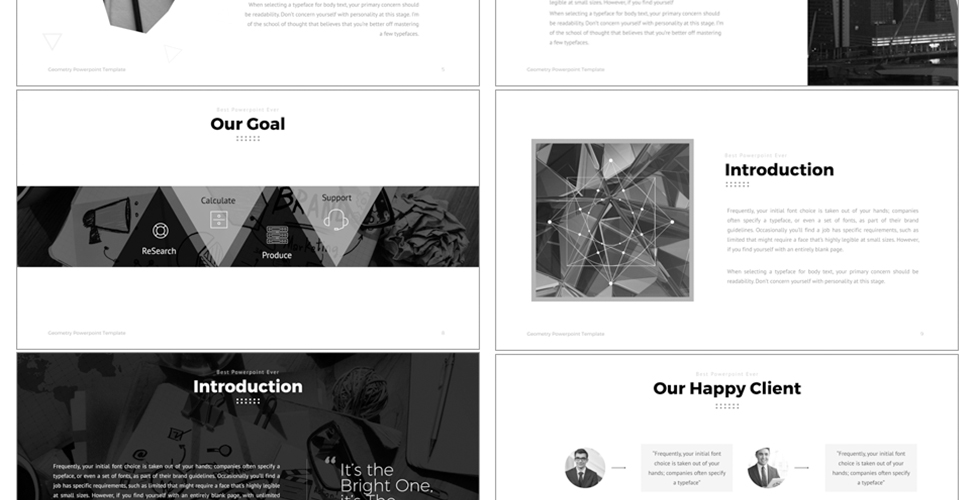 be readability. Don't concern yourself with personality at this stage. I'm
of the school of thought that believes that you're better off mastering
a few typefaces.
Geometry Powerpoint Template
legible at small sizes. However, if you find yourself
When selecting a typeface for body text, your primary concern should
be readability. Don't concern yourself with personality at this stage. I'm
of the school of thought that believes that you're better off mastering
a few typefaces.
Geometry Powerpoint Template
Best Powerpoint Ever
Our Goal
ReSearch
Calculate
Produce
Support
Geometry Powerpoint Template
Best Powerpoint Ever
Introduction
Frequently, your initial font choice is taken out of your hands; companies
often specify a typeface, or even a set of fonts, as part of their brand
guidelines. Occasionally you'll find a job has specific requirements, such as
limited that might require a face that's highly legible at small sizes. However,
if you find yourself with an entirely blank page.
When selecting a typeface for body text, your primary concern should be
readability. Don't concern yourself with personality at this stage.
Geometry Powerpoint Template
Best Powerpoint Ever
Introduction
Frequently, your initial font choice is taken out of your hands; companies often specify a
typeface, or even a set of fonts, as part of their brand guidelines. Occasionally you'll find a
job has specific requirements, such as limited that might require a face that's highly legible
at small sizes. However, if you find yourself with an entirely blank page, with unlimited
“ It's the
Bright One,
it's The
Best Powerpoint Ever
Our Happy Client
"Frequently, your initial font
choice is taken out of your
hands; companies often specify
a typeface"
"Frequently, your initial font
choice is taken out of your
hands; companies often specify
a typeface"